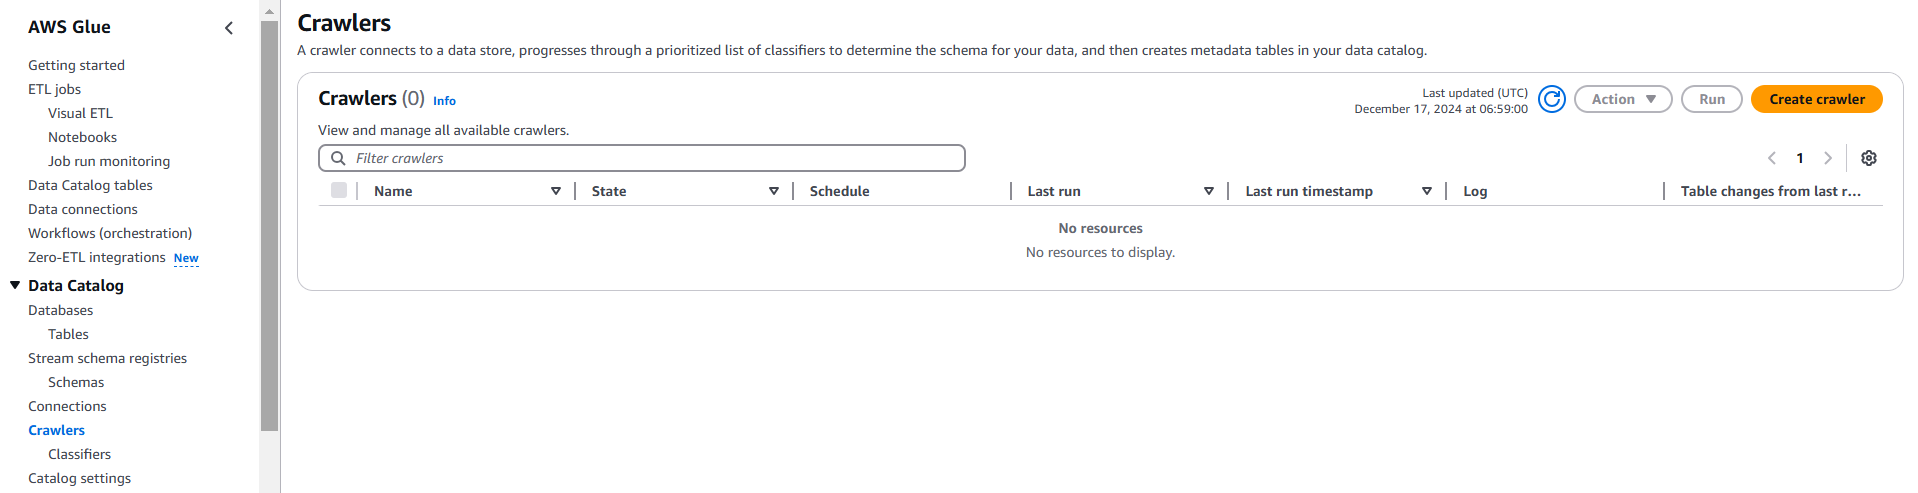 AWS Glue
Getting started
ETL jobs
Visual ETL
Notebooks
Job run monitoring
Data Catalog tables
Data connections
Workflows (orchestration)
Zero-ETL integrations New
Data Catalog
Databases
Tables
Stream schema registries
Schemas
Connections
Crawlers
Classifiers
Catalog settings
Crawlers
A crawler connects to a data store, progresses through a prioritized list of classifiers to determine the schema for your data, and then creates metadata tables in your data catalog.
Crawlers (0) Info
View and manage all available crawlers.
Last updated (UTC)
December 17, 2024 at 06:59:00
Action
Run
Create crawler
Filter crawlers
1
Name State Schedule Last run Last run timestamp Log Table changes from last r...
No resources
No resources to display.